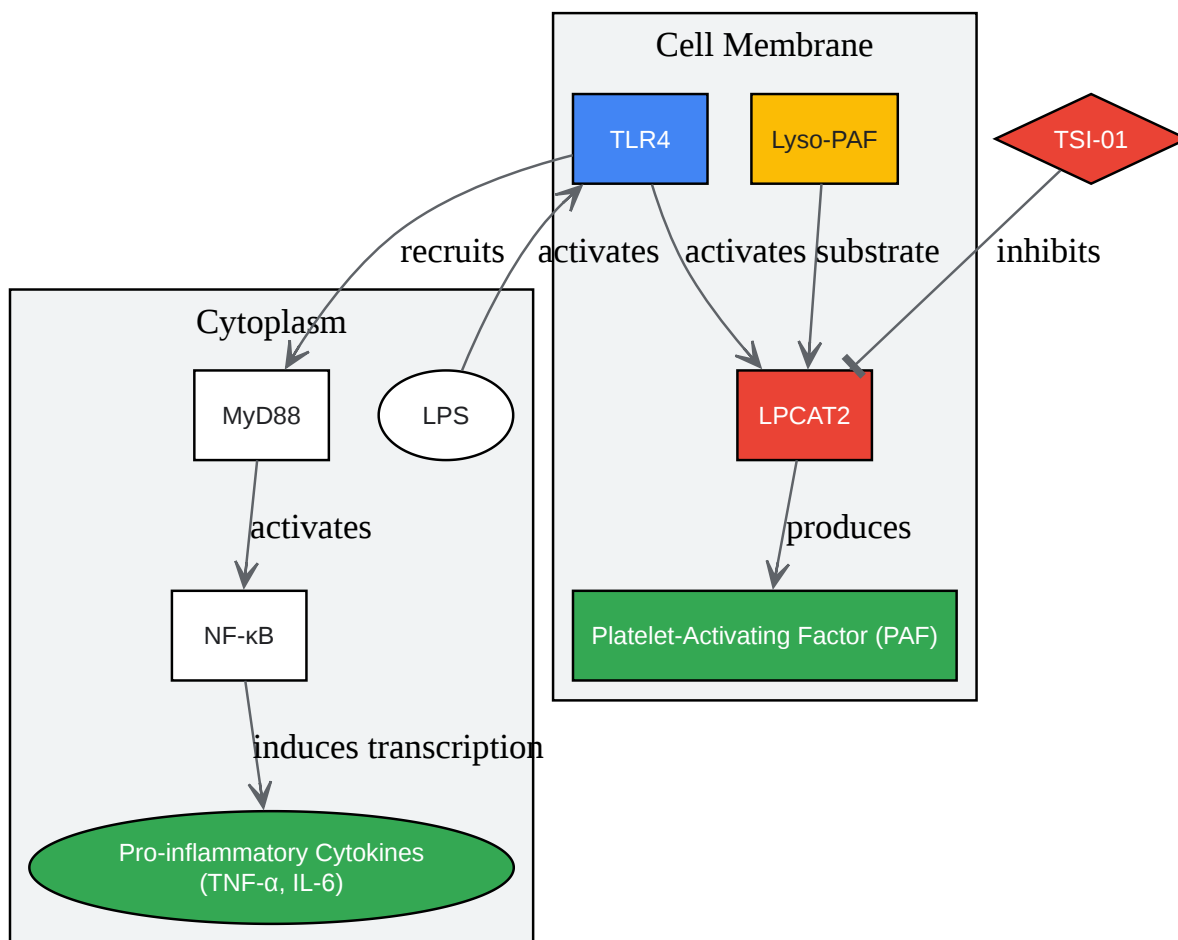 Cell Membrane
TLR4
Lyso-PAF
TSI-01
recruits
activates
activates
substrate
inhibits
Cytoplasm
MyD88
LPS
LPCAT2
activates
produces
NF-κB
Platelet-Activating Factor (PAF)
induces transcription
Pro-inflammatory Cytokines
(TNF-α, IL-6)